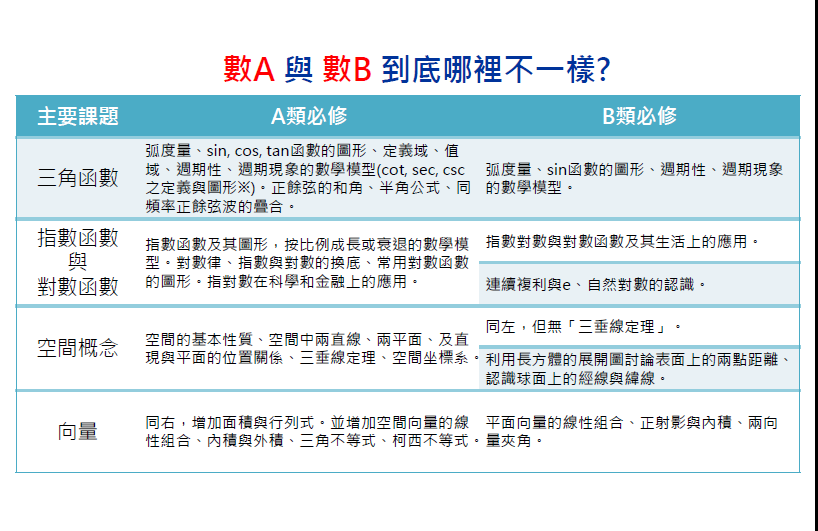 數A 與 數B 到底哪裡不一樣?
主要課題 A類必修 B類必修
三角函數
弧度量、sin, cos, tan函數的圖形、定義域、值
域、週期性、週期現象的數學模型(cot, sec, csc
之定義與圖形※)。正餘弦的和角、半角公式、同
頻率正餘弦波的疊合。
弧度量、sin函數的圖形、週期性、週期現象
的數學模型。
指數函數
與
對數函數
指數函數及其圖形，按比例成長或衰退的數學模
型。對數律、指數與對數的換底、常用對數函數
的圖形。指對數在科學和金融上的應用。
指數對數與對數函數及其生活上的應用。
連續複利與e、自然對數的認識。
空間概念
空間的基本性質、空間中兩直線、兩平面、及直
現與平面的位置關係、三垂線定理、空間坐標系。
同左，但無「三垂線定理」。
利用長方體的展開圖討論表面上的兩點距離、
認識球面上的經線與緯線。
向量
同右，增加面積與行列式。並增加空間向量的線
性組合、內積與外積、三角不等式、柯西不等式。
平面向量的線性組合、正射影與內積、兩向
量夾角。